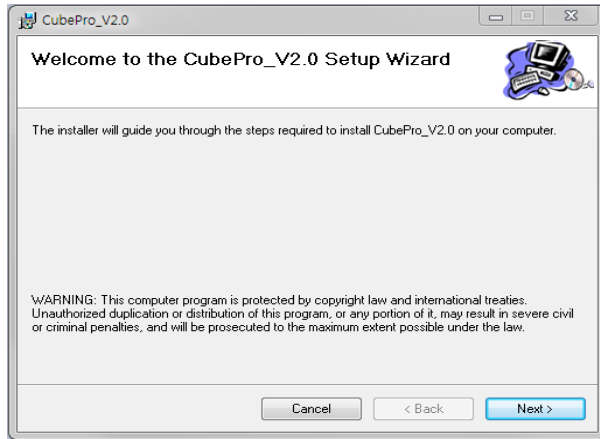 CubePro_V2.0
Welcome to the CubePro_V2.0 Setup Wizard
The installer will guide you through the steps required to install CubePro_V2.0 on your computer.
WARNING: This computer program is protected by copyright law and international treaties.
Unauthorized duplication or distribution of this program, or any portion of it, may result in severe civil
or criminal penalties, and will be prosecuted to the maximum extent possible under the law.
Cancel
< Back
Next >